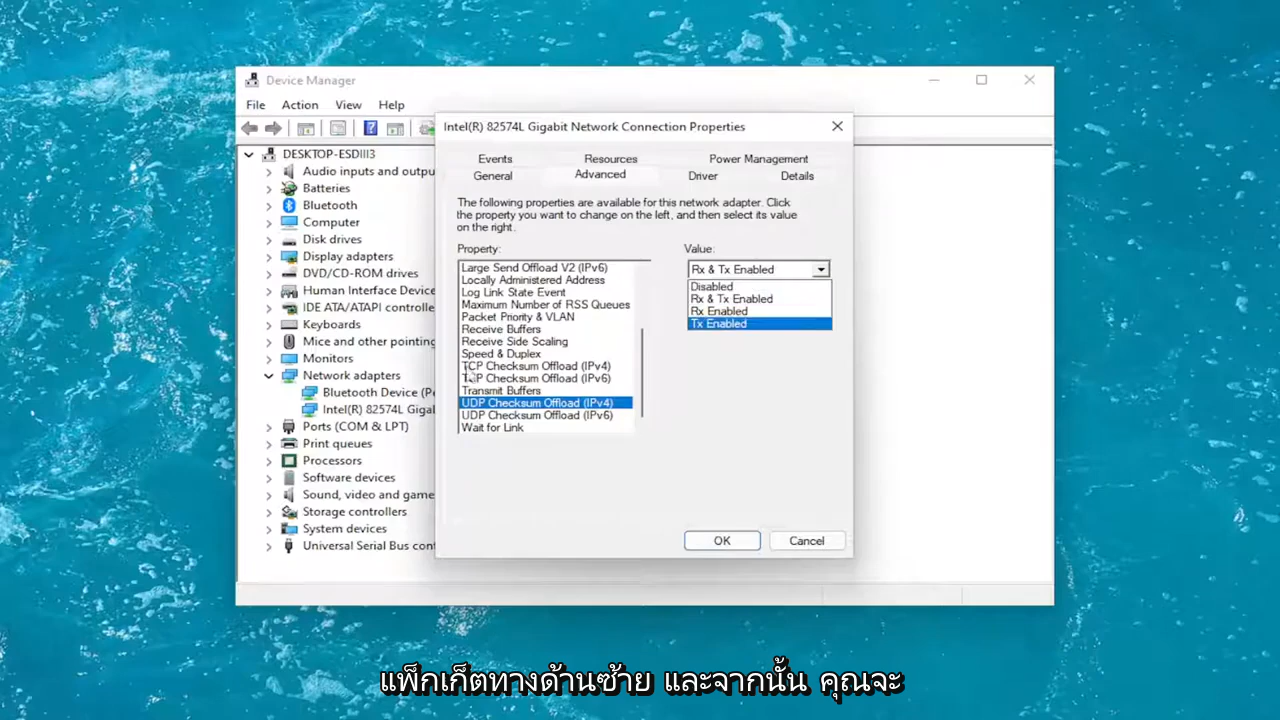 Device Manager
File Action View Help
DESKTOP-ESDIII3
Audio inputs and outpu
Batteries
Bluetooth
Computer
Disk drives
Display adapters
DVD/CD-ROM drives
Human Interface Device
IDE ATA/ATAPI controlle
Keyboards
Mice and other pointing
Monitors
Network adapters
Bluetooth Device (Pe
Intel(R) 82574L Gigal
Ports (COM & LPT)
Print queues
Processors
Software devices
Sound, video and game
Storage controllers
System devices
Universal Serial Bus cont
Intel(R) 82574L Gigabit Network Connection Properties
Events Resources Power Management
General Advanced Driver Details
The following properties are available for this network adapter. Click
the property you want to change on the left, and then select its value
on the right.
Property: Value:
Large Send Offload V2 (IPv6)
Locally Administered Address
Log Link State Event
Maximum Number of RSS Queues
Packet Priority & VLAN
Receive Buffers
Receive Side Scaling
Speed & Duplex
TCP Checksum Offload (IPv4)
TCP Checksum Offload (IPv6)
Transmit Buffers
UDP Checksum Offload (IPv4)
UDP Checksum Offload (IPv6)
Wait for Link
Rx & Tx Enabled
Disabled
Rx & Tx Enabled
Rx Enabled
Tx Enabled
OK Cancel
แพ็กเก็ตทางด้านซ้าย และจากนั้น คุณจะ